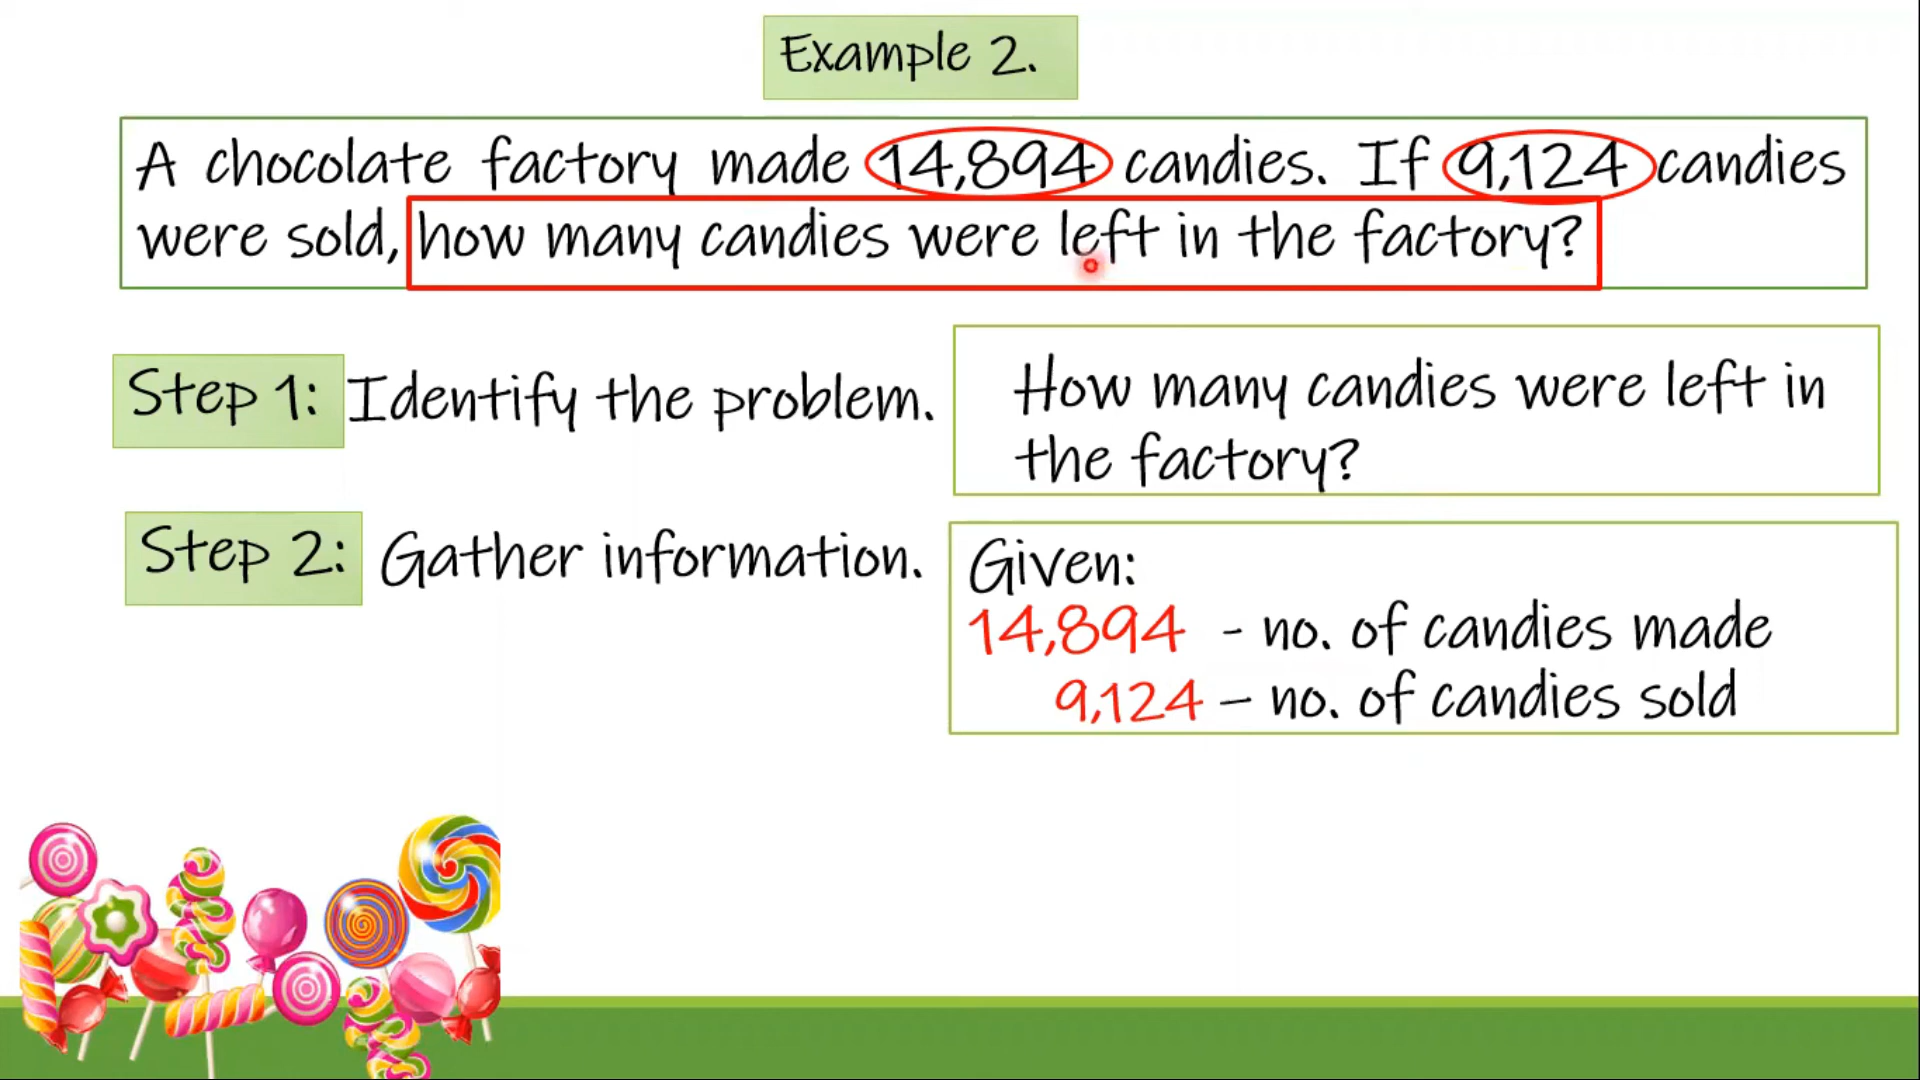 Example 2.
A chocolate factory made 14,894 candies. If 9,124 candies
were sold, how many candies were left in the factory?
Step 1: Identify the problem.
How many candies were left in
the factory?
Step 2: Gather information.
Given:
14,894 - no. of candies made
9,124 – no. of candies sold